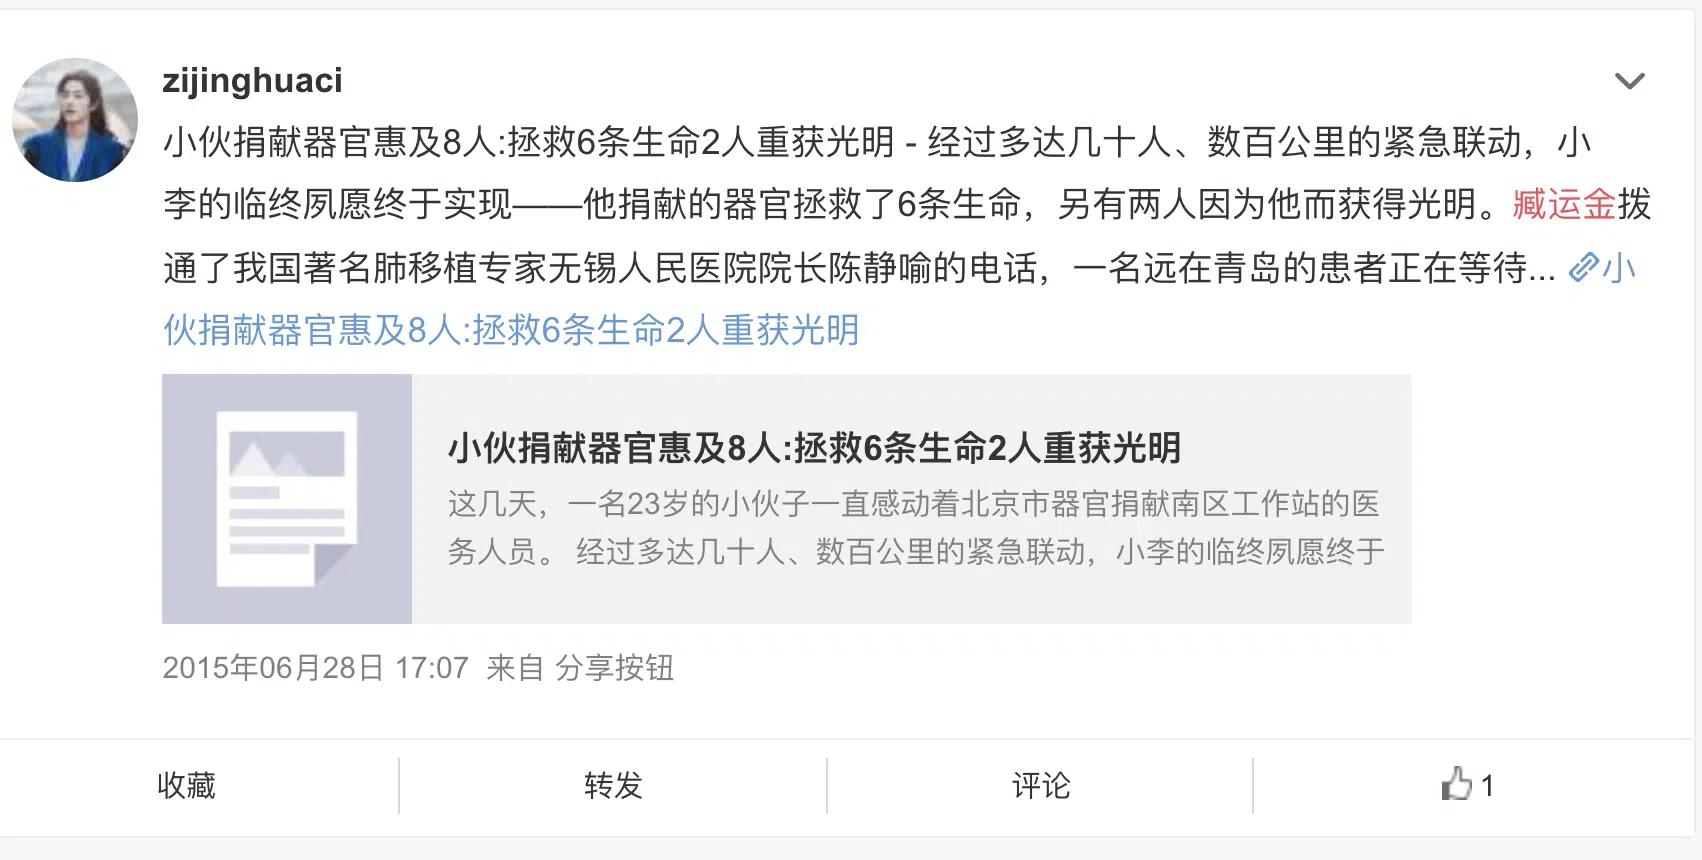 zijinghuaci
小伙捐献器官惠及8人:拯救6条生命2人重获光明 - 经过多达几十人、数百公里的紧急联动，小
李的临终夙愿终于实现——他捐献的器官拯救了6条生命，另有两人因为他而获得光明。臧运金拨
通了我国著名肺移植专家无锡人民医院院长陈静喻的电话，一名远在青岛的患者正在等待... 小
伙捐献器官惠及8人:拯救6条生命2人重获光明
小伙捐献器官惠及8人:拯救6条生命2人重获光明
这几天，一名23岁的小伙子一直感动着北京市器官捐献南区工作站的医
务人员。 经过多达几十人、数百公里的紧急联动，小李的临终夙愿终于
2015年06月28日 17:07 来自 分享按钮
收藏 转发 评论 1